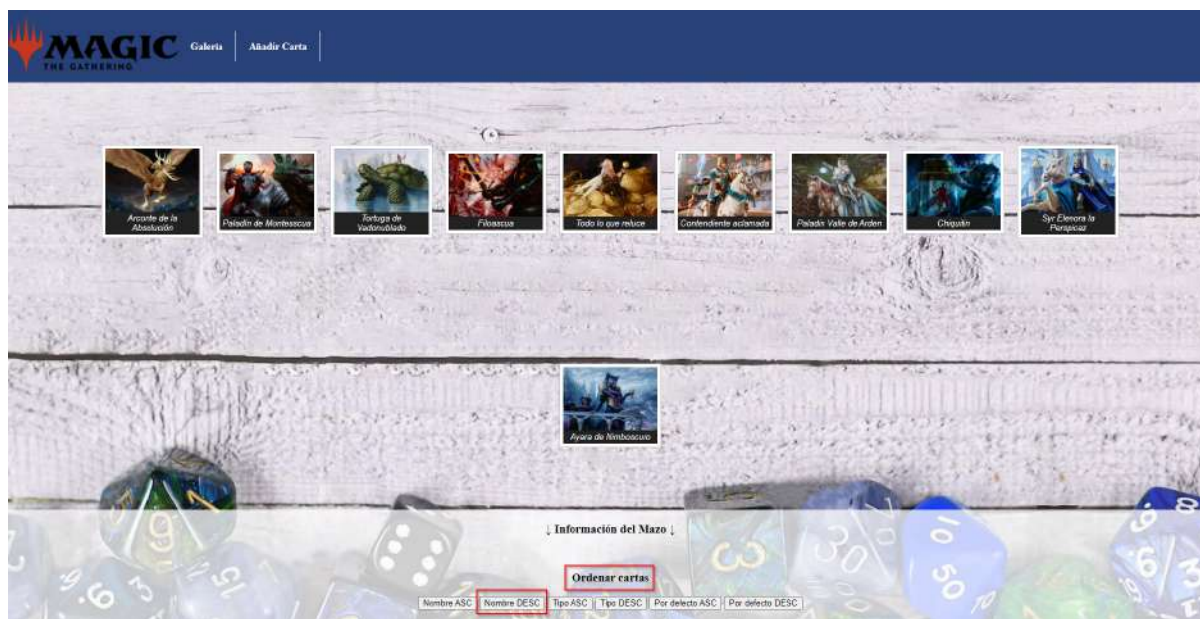 MAGIC
THE GATHERING
Galería
Añadir Carta
Arconte de la
Absolución
Paladín de Montesscua
Tortuga de
Vadonublado
Filoascua
Todo lo que reluce
Contendiente aclamada
Paladín Valle de Arden
Chiquitín
Syr Elenora la
Perspicaz
Ayara de Nimboscuro
↓ Información del Mazo ↓
Ordenar cartas
Nombre ASC
Nombre DESC
Tipo ASC
Tipo DESC
Por defecto ASC
Por defecto DESC